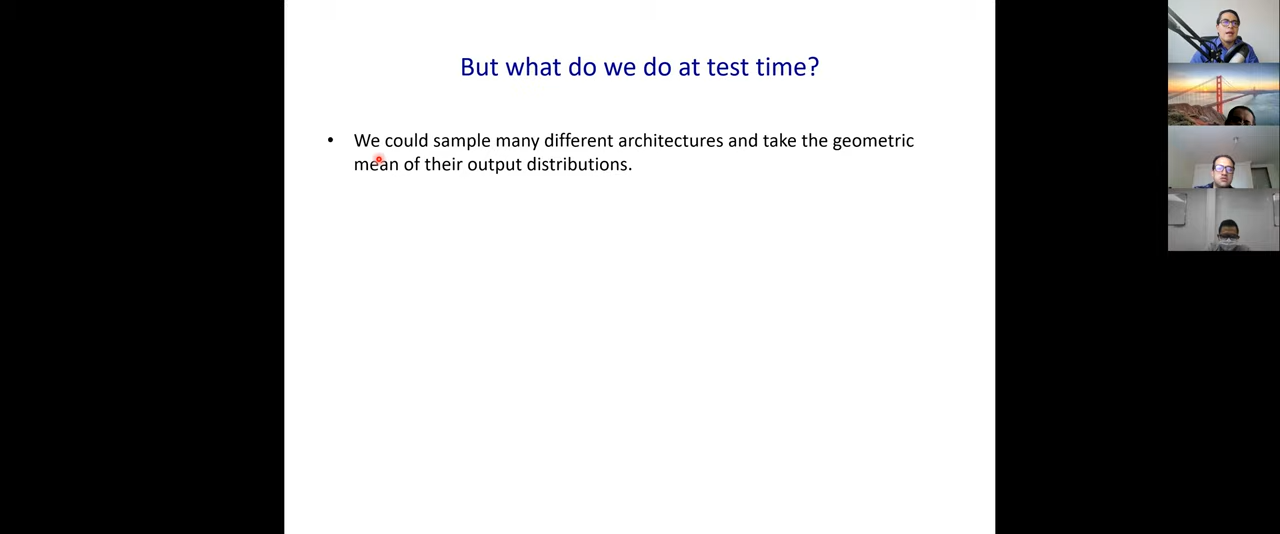 But what do we do at test time?
• We could sample many different architectures and take the geometric
mean of their output distributions.